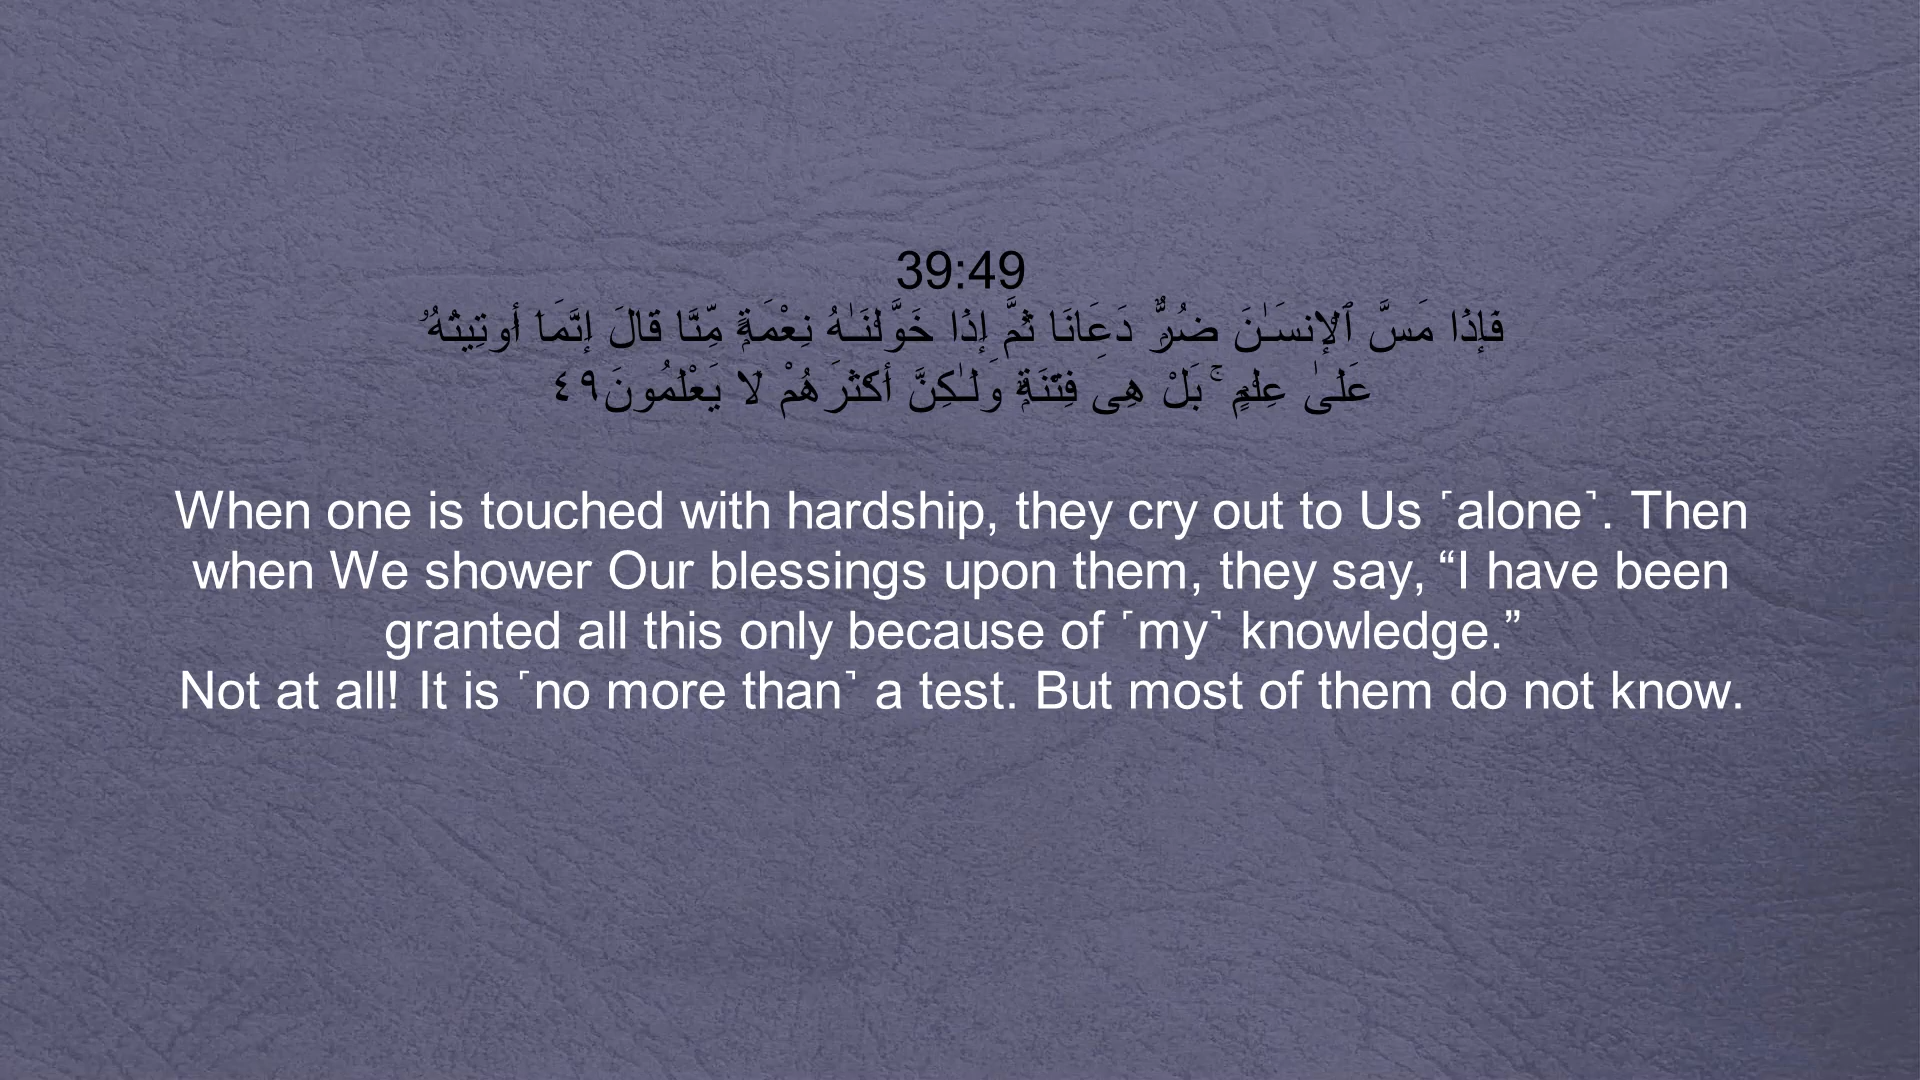 39:49
فَإِذَا مَسَّ ٱلْإِنسَـٰنَ ضُرٌّۭ دَعَانَا ثُمَّ إِذَا خَوَّلْنَـٰهُ نِعْمَةًۭ مِّنَّا قَالَ إِنَّمَآ أُوتِيتُهُۥ
عَلَىٰ عِلْمٍۭ ۚ بَلْ هِىَ فِتْنَةٌۭ وَلَـٰكِنَّ أَكْثَرَهُمْ لَا يَعْلَمُونَ٤٩
When one is touched with hardship, they cry out to Us ˹alone˺. Then
when We shower Our blessings upon them, they say, “I have been
granted all this only because of ˹my˺ knowledge.”
Not at all! It is ˹no more than˺ a test. But most of them do not know.